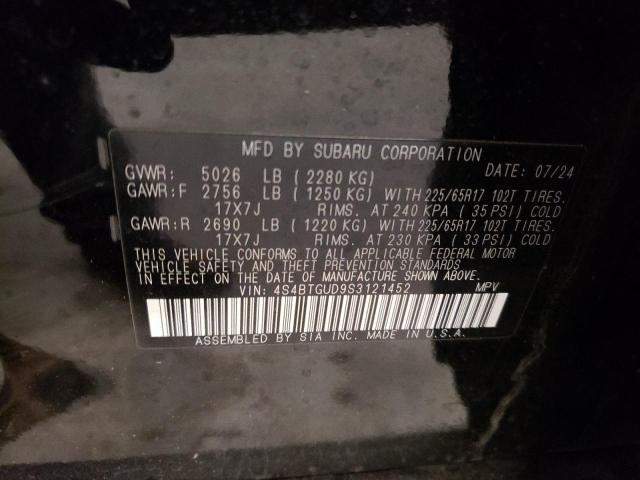 MFD BY SUBARU CORPORATION
GVWR: 5026 LB ( 2280 KG) DATE: 07/24
GAWR:F 2756 LB ( 1250 KG) WITH 225/65R17 102T TIRES.
17X7J RIMS. AT 240 KPA ( 35 PSI) COLD
GAWR:R 2690 LB ( 1220 KG) WITH 225/65R17 102T TIRES.
17X7J RIMS. AT 230 KPA ( 33 PSI) COLD
THIS VEHICLE CONFORMS TO ALL APPLICABLE FEDERAL MOTOR
VEHICLE SAFETY AND THEFT PREVENTION STANDARDS
IN EFFECT ON THE DATE OF MANUFACTURE SHOWN ABOVE.
VIN: 4S4BTGUD9S3121452 MPV
ASSEMBLED BY SIA INC. MADE IN U.S.A.